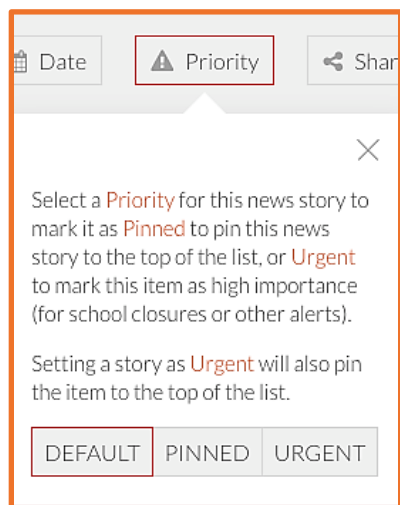 Date Priority Shar
Select a Priority for this news story to
mark it as Pinned to pin this news
story to the top of the list, or Urgent
to mark this item as high importance
(for school closures or other alerts).
Setting a story as Urgent will also pin
the item to the top of the list.
DEFAULT PINNED URGENT